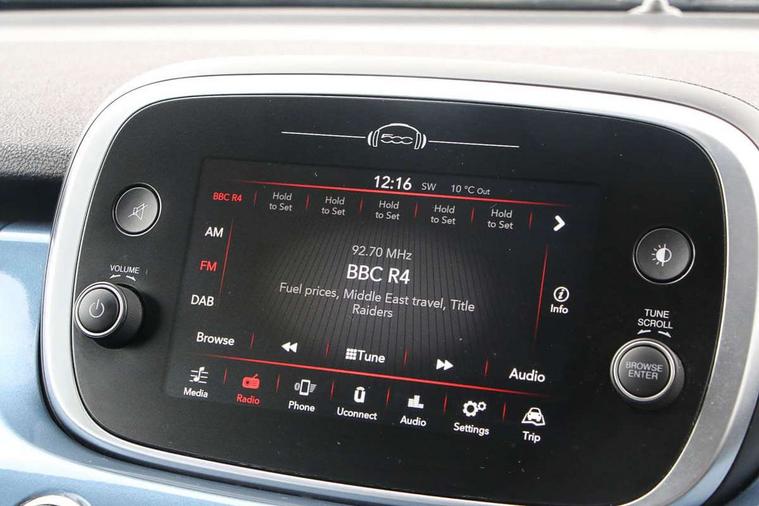 500
12:16 SW 10 °C Out
BBC R4
Hold to Set
Hold to Set
Hold to Set
Hold to Set
Hold to Set
AM
FM
DAB
92.70 MHz
BBC R4
Fuel prices, Middle East travel, Title
Raiders
Info
Browse
Tune
Audio
Media
Radio
Phone
Uconnect
Audio
Settings
Trip
VOLUME
TUNE
SCROLL
BROWSE
ENTER